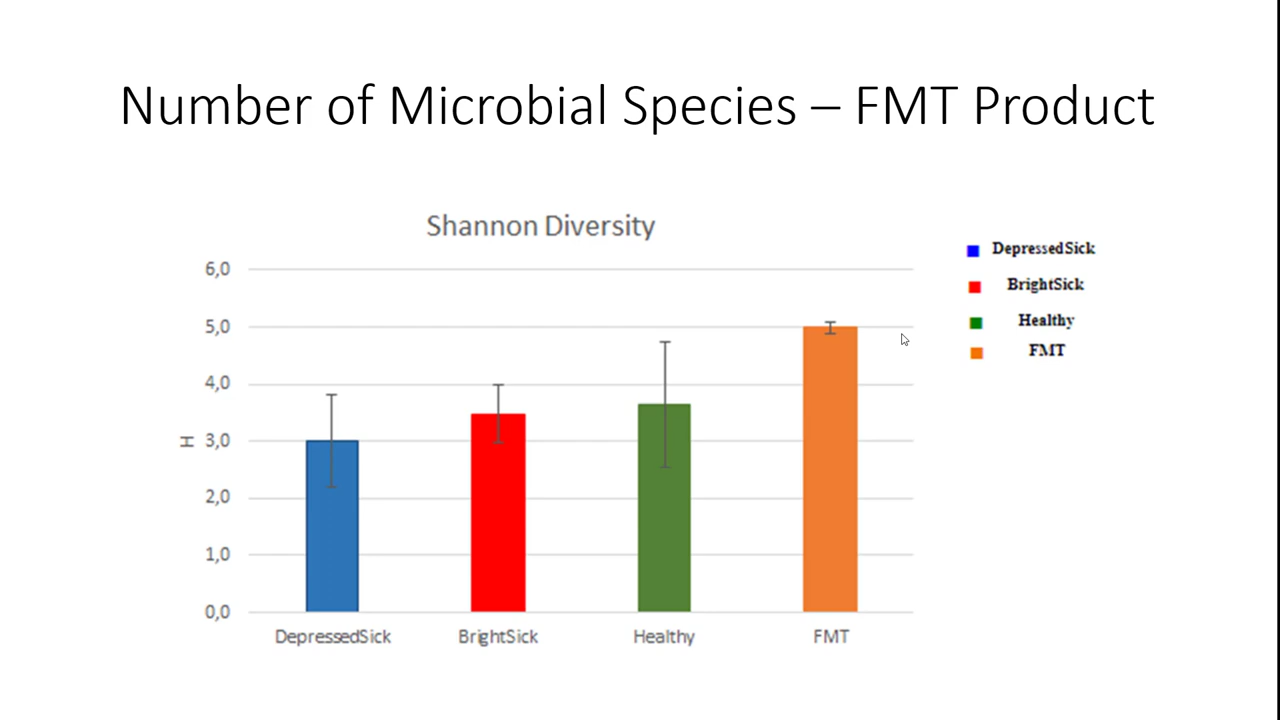 Number of Microbial Species – FMT Product
Shannon Diversity
6,0
5,0
4,0
3,0
2,0
1,0
0,0
H
DepressedSick
BrightSick
Healthy
FMT
DepressedSick
BrightSick
Healthy
FMT